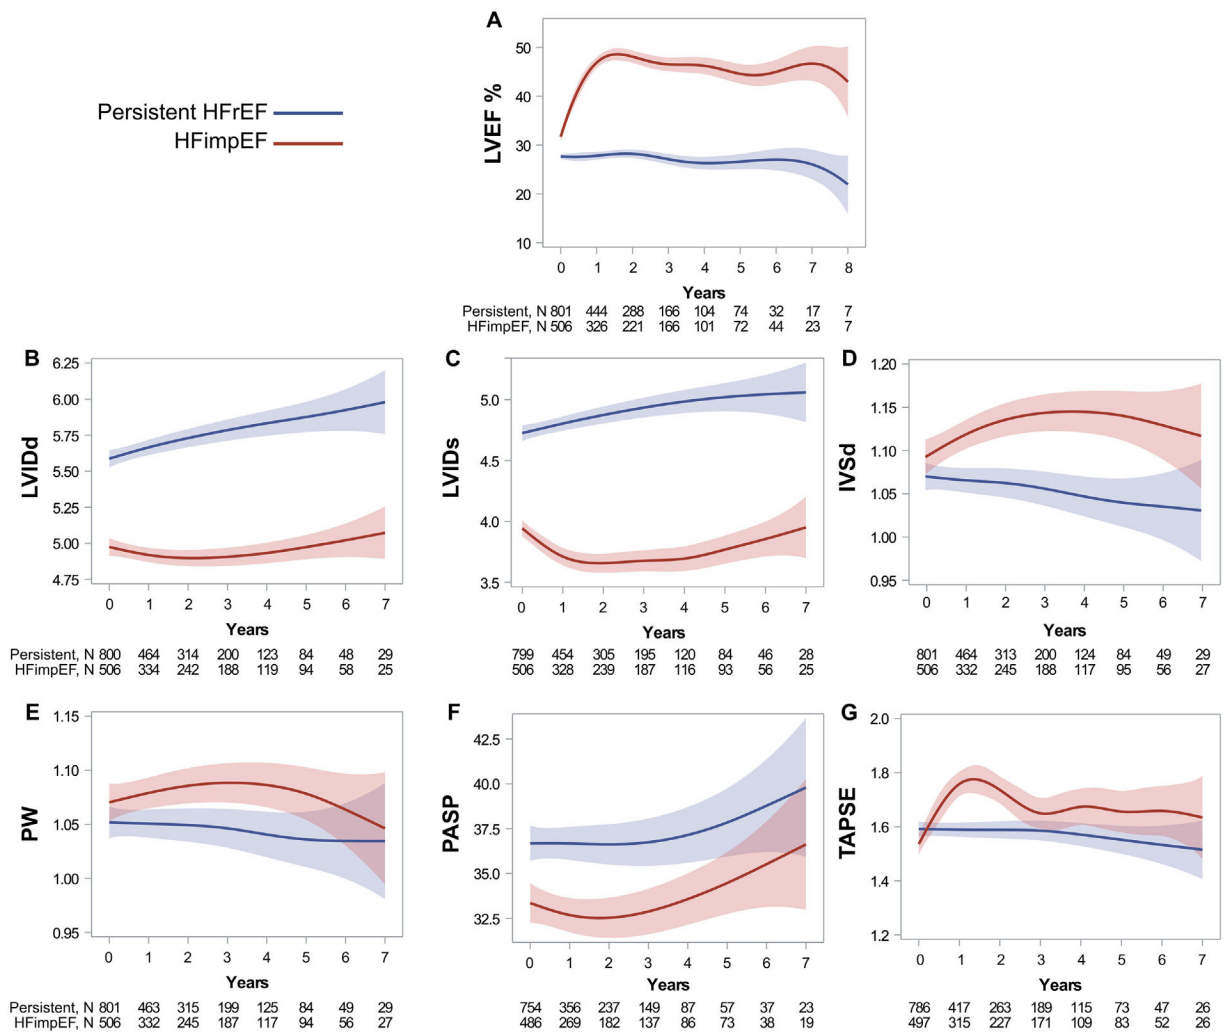 A
Persistent HFrEF
HFimpEF
LVEF %
50
40
30
20
10
0 1 2 3 4 5 6 7 8
Years
Persistent, N 801 444 288 166 104 74 32 17 7
HFimpEF, N 506 326 221 166 101 72 44 23 7
B
LVIDd
6.25
6.00
5.75
5.50
5.25
5.00
4.75
0 1 2 3 4 5 6 7
Years
Persistent, N 800 464 314 200 123 84 48 29
HFimpEF, N 506 334 242 188 119 94 58 25
C
LVIDs
5.0
4.5
4.0
3.5
0 1 2 3 4 5 6 7
Years
799 454 305 195 120 84 46 28
506 328 239 187 116 93 56 25
D
IVSd
1.20
1.15
1.10
1.05
1.00
0.95
0 1 2 3 4 5 6 7
Years
801 464 313 200 124 84 49 29
506 332 245 188 117 95 56 27
E
PW
1.15
1.10
1.05
1.00
0.95
0 1 2 3 4 5 6 7
Years
Persistent, N 801 463 315 199 125 84 49 29
HFimpEF, N 506 332 245 187 117 94 56 27
F
PASP
42.5
40.0
37.5
35.0
32.5
0 1 2 3 4 5 6 7
Years
754 356 237 149 87 57 37 23
486 269 182 137 86 73 38 19
G
TAPSE
2.0
1.8
1.6
1.4
1.2
0 1 2 3 4 5 6 7
Years
786 417 263 189 115 73 47 26
497 315 227 171 109 83 52 26